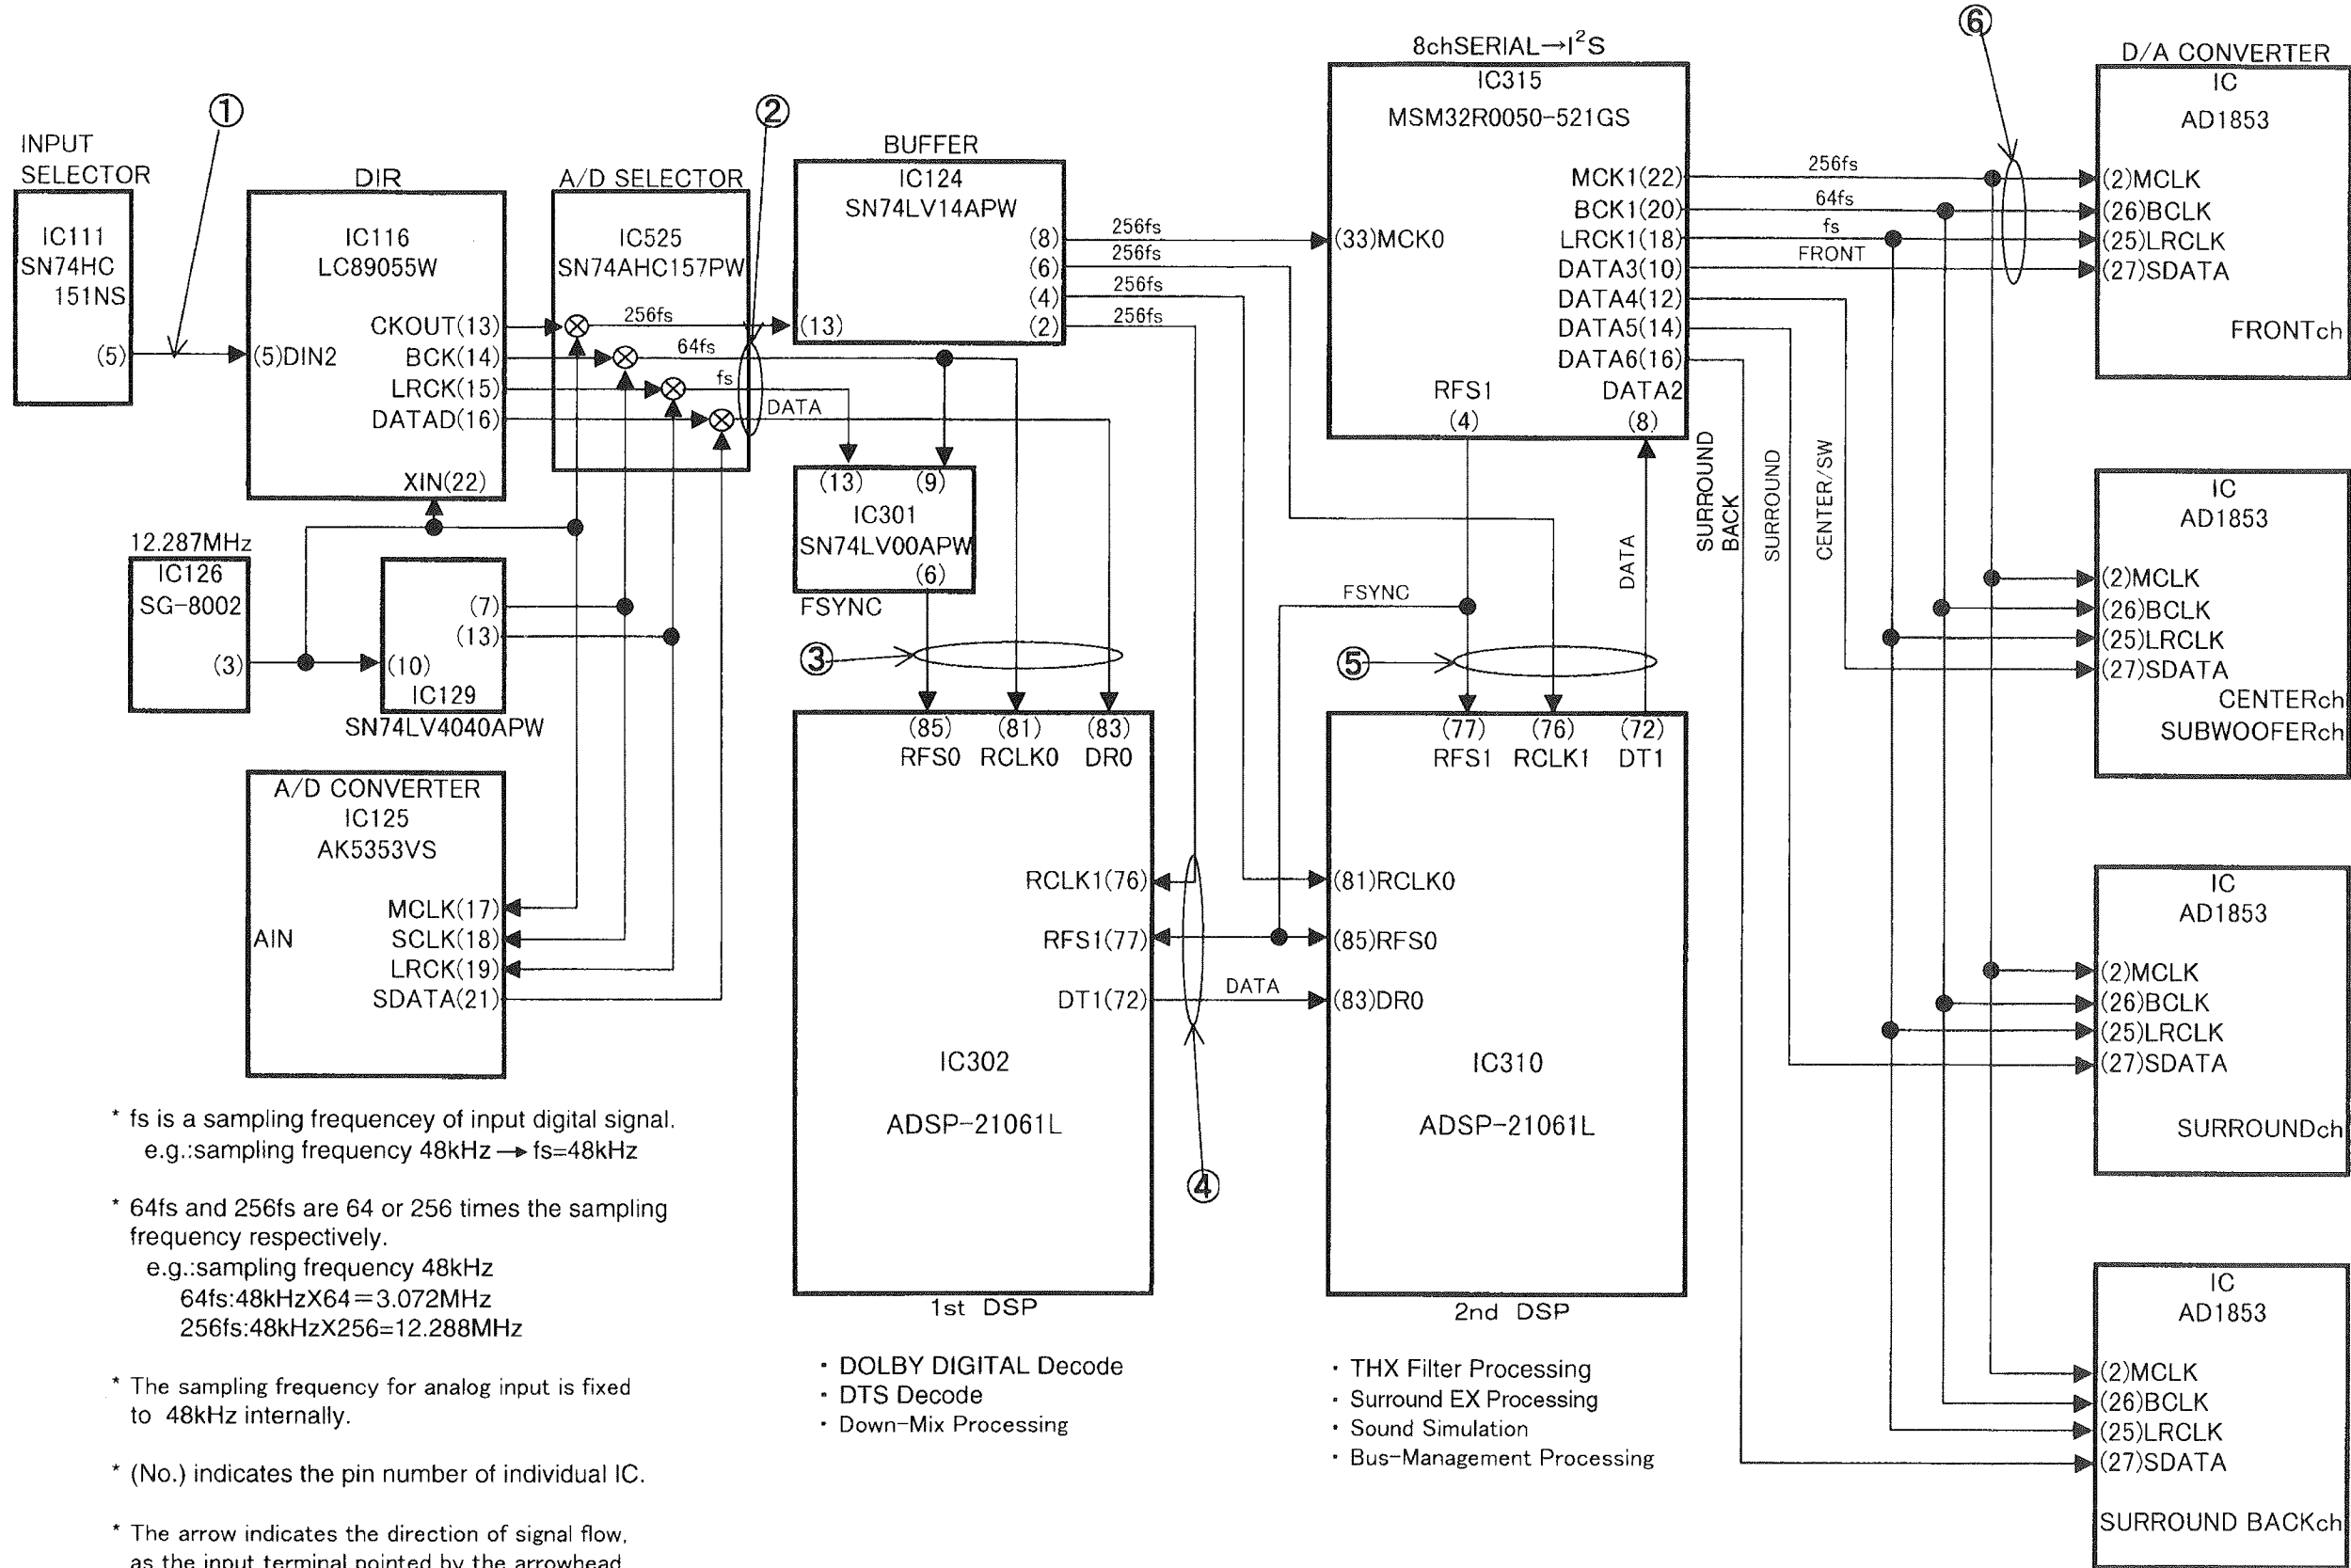 ①
②
⑥
INPUT
SELECTOR
IC111
SN74HC
151NS
(5)
DIR
IC116
LC89055W
(5)DIN2
CKOUT(13)
BCK(14)
LRCK(15)
DATAD(16)
XIN(22)
A/D SELECTOR
IC525
SN74AHC157PW
256fs
64fs
fs
DATA
BUFFER
IC124
SN74LV14APW
(13)
(8)
(6)
(4)
(2)
256fs
256fs
256fs
256fs
8chSERIAL→I²S
IC315
MSM32R0050-521GS
(33)MCK0
MCK1(22)
BCK1(20)
LRCK1(18)
DATA3(10)
DATA4(12)
DATA5(14)
DATA6(16)
RFS1
(4)
DATA2
(8)
256fs
64fs
fs
FRONT
SURROUND
BACK
SURROUND
CENTER/SW
D/A CONVERTER
IC
AD1853
(2)MCLK
(26)BCLK
(25)LRCLK
(27)SDATA
FRONTch
12.287MHz
IC126
SG-8002
(3)
(7)
(13)
(10)
IC129
SN74LV4040APW
(13)
(9)
IC301
SN74LV00APW
(6)
FSYNC
③
FSYNC
DATA
⑤
IC
AD1853
(2)MCLK
(26)BCLK
(25)LRCLK
(27)SDATA
CENTERch
SUBWOOFERch
A/D CONVERTER
IC125
AK5353VS
AIN
MCLK(17)
SCLK(18)
LRCK(19)
SDATA(21)
(85)
RFS0
(81)
RCLK0
(83)
DR0
RCLK1(76)
RFS1(77)
DT1(72)
IC302
ADSP-21061L
1st DSP
DATA
④
(77)
RFS1
(76)
RCLK1
(72)
DT1
(81)RCLK0
(85)RFS0
(83)DR0
IC310
ADSP-21061L
2nd DSP
IC
AD1853
(2)MCLK
(26)BCLK
(25)LRCLK
(27)SDATA
SURROUNDch
IC
AD1853
(2)MCLK
(26)BCLK
(25)LRCLK
(27)SDATA
SURROUND BACKch
* fs is a sampling frequencey of input digital signal.
e.g.:sampling frequency 48kHz → fs=48kHz
* 64fs and 256fs are 64 or 256 times the sampling
frequency respectively.
e.g.:sampling frequency 48kHz
64fs:48kHzX64=3.072MHz
256fs:48kHzX256=12.288MHz
* The sampling frequency for analog input is fixed
to 48kHz internally.
* (No.) indicates the pin number of individual IC.
* The arrow indicates the direction of signal flow,
as the input terminal pointed by the arrowhead
・ DOLBY DIGITAL Decode
・ DTS Decode
・ Down-Mix Processing
・ THX Filter Processing
・ Surround EX Processing
・ Sound Simulation
・ Bus-Management Processing